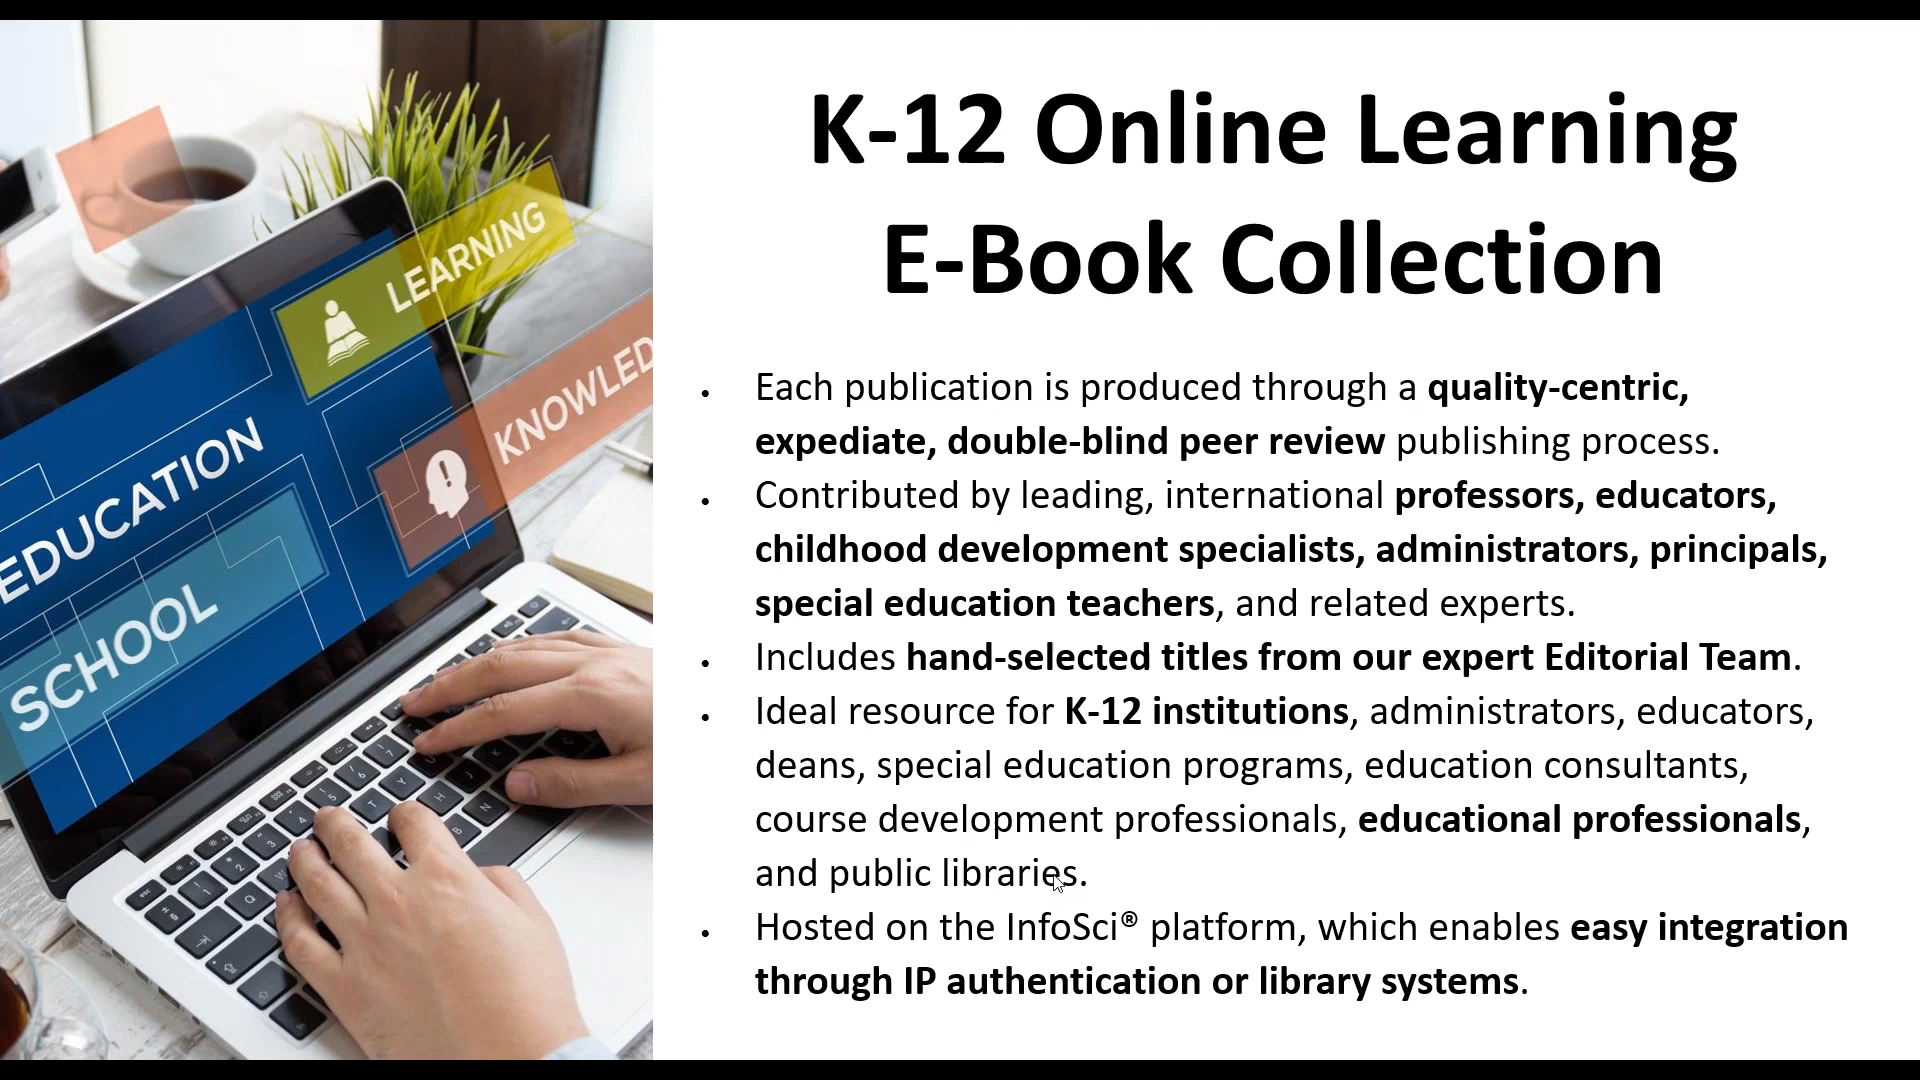 K-12 Online Learning
E-Book Collection
• Each publication is produced through a quality-centric,
expediate, double-blind peer review publishing process.
• Contributed by leading, international professors, educators,
childhood development specialists, administrators, principals,
special education teachers, and related experts.
• Includes hand-selected titles from our expert Editorial Team.
• Ideal resource for K-12 institutions, administrators, educators,
deans, special education programs, education consultants,
course development professionals, educational professionals,
and public libraries.
• Hosted on the InfoSci® platform, which enables easy integration
through IP authentication or library systems.
LEARNING
KNOWLED
EDUCATION
SCHOOL